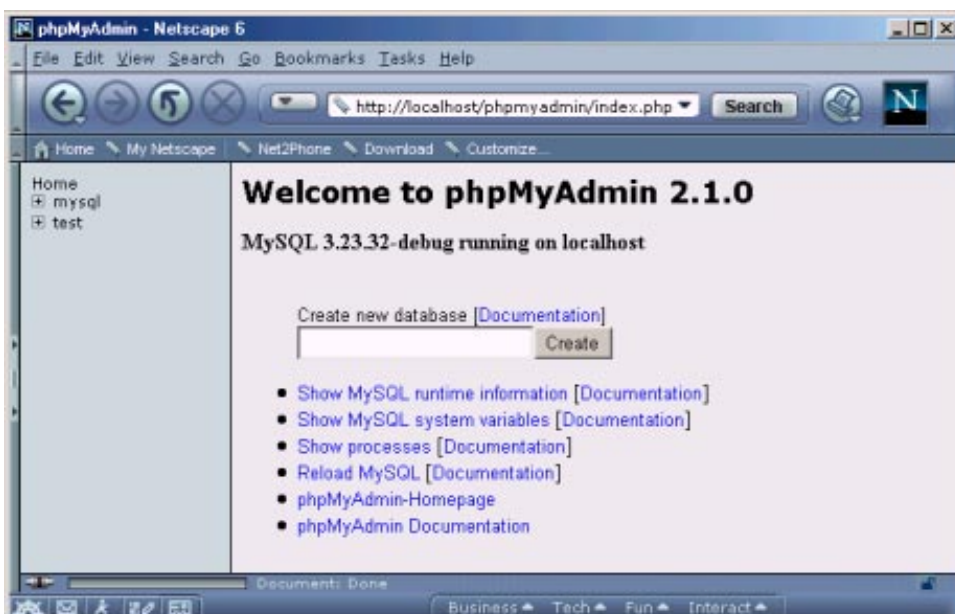 phpMyAdmin - Netscape 6
File Edit View Search Go Bookmarks Tasks Help
http://localhost/phpmyadmin/index.php Search N
Home My Netscape Net2Phone Download Customize...
Home
mysql
test
Welcome to phpMyAdmin 2.1.0
MySQL 3.23.32-debug running on localhost
Create new database [Documentation]
Create
Show MySQL runtime information [Documentation]
Show MySQL system variables [Documentation]
Show processes [Documentation]
Reload MySQL [Documentation]
phpMyAdmin-Homepage
phpMyAdmin Documentation
Document: Done
Business Tech Fun Interact